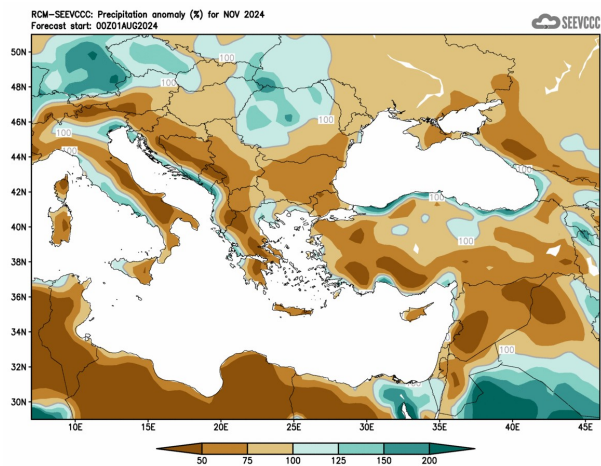 RCM-SEEVCCC: Precipitation anomaly (%) for NOV 2024
Forecast start: 00Z01AUG2024
SEEVCCC
50N
48N
46N
44N
42N
40N
38N
36N
34N
32N
30N
100
100
100
100
100
100
100
100
100
100
100
10E
15E
20E
25E
30E
35E
40E
45E
50
75
100
125
150
200